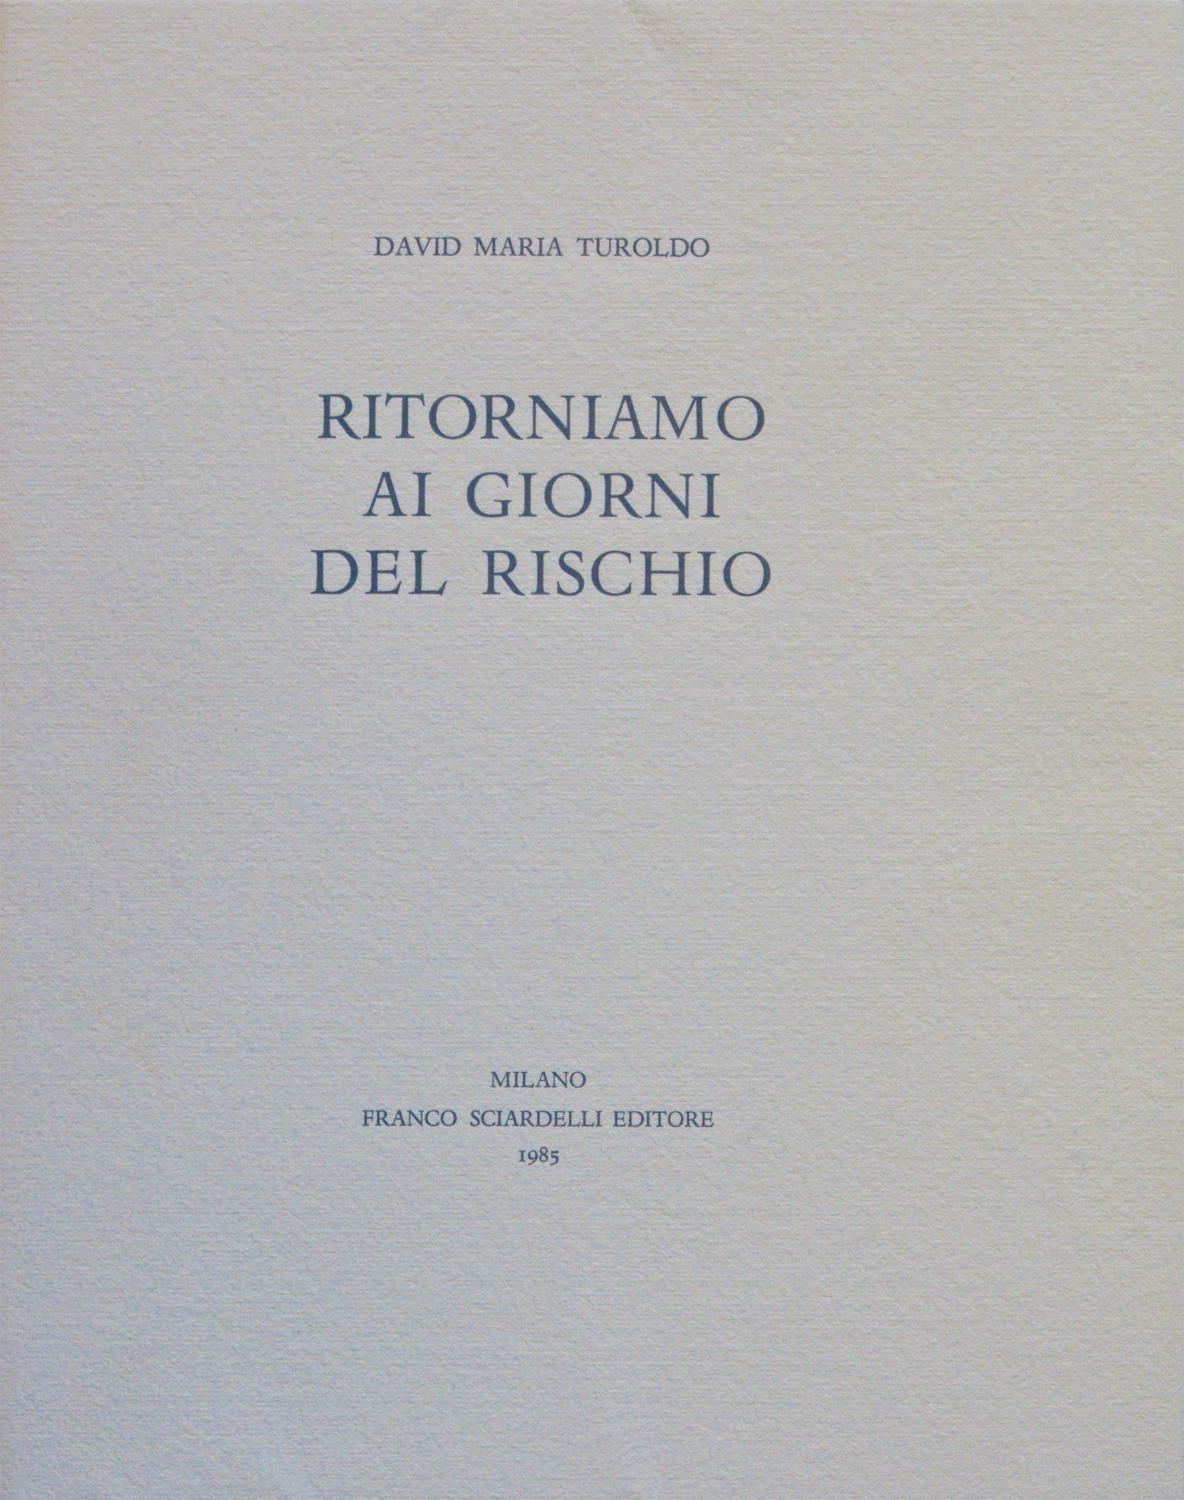 DAVID MARIA TUROLDO
RITORNIAMO
AI GIORNI
DEL RISCHIO
MILANO
FRANCO SCIARDELLI EDITORE
1985